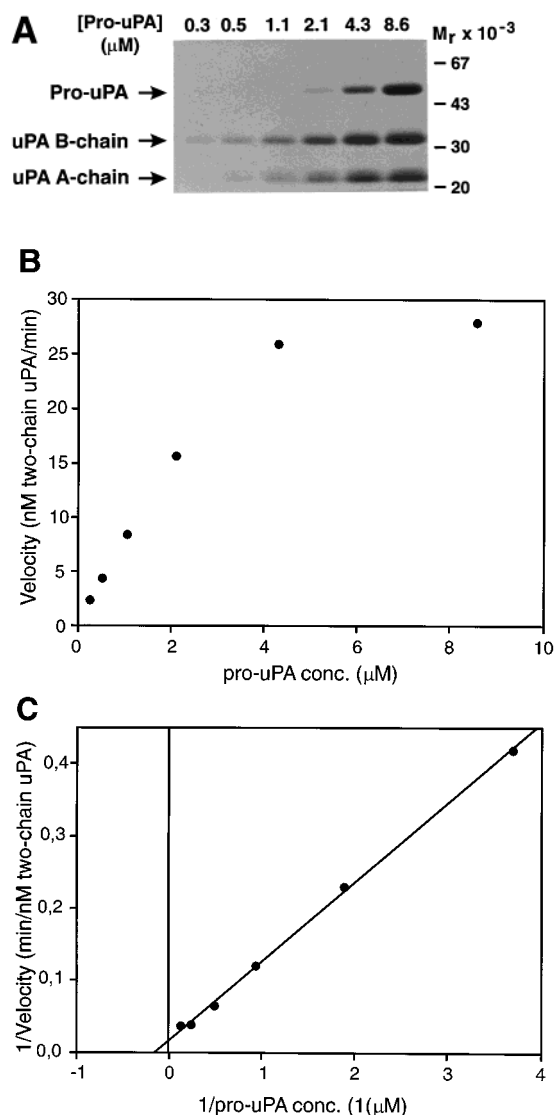 A
[Pro-uPA] 0.3 0.5 1.1 2.1 4.3 8.6 Mr x 10-3
(μM)
67
Pro-uPA
43
uPA B-chain
30
uPA A-chain
20
B
30
25
20
15
10
5
0
Velocity (nM two-chain uPA/min)
0 2 4 6 8 10
pro-uPA conc. (μM)
C
0,4
0,3
0,2
0,1
0,0
1/Velocity (min/nM two-chain uPA)
-1 0 1 2 3 4
1/pro-uPA conc. (1(μM)